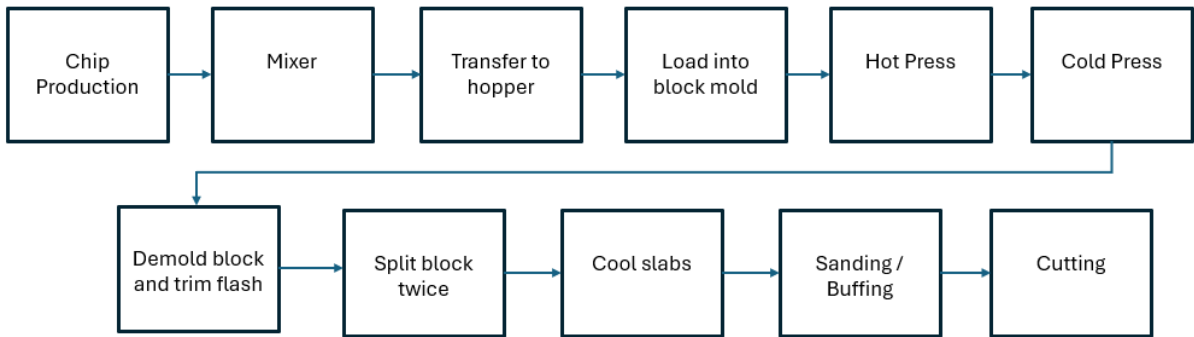 Chip
Production
Mixer
Transfer to
hopper
Load into
block mold
Hot Press
Cold Press
Demold block
and trim flash
Split block
twice
Cool slabs
Sanding /
Buffing
Cutting